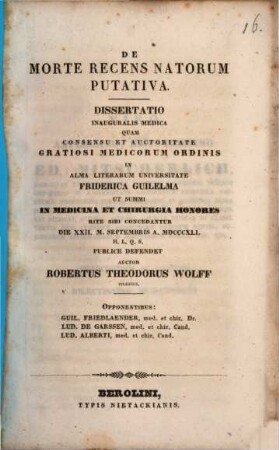 16.
DE
MORTE RECENS NATORUM
PUTATIVA.
DISSERTATIO
INAUGURALIS MEDICA
QUAM
CONSENSU ET AUCTORITATE
GRATIOSI MEDICORUM ORDINIS
IN
ALMA LITERARUM UNIVERSITATE
FRIDERICA GUILELMA
UT SUMMI
IN MEDICINA ET CHIRURGIA HONORES
RITE SIBI CONCEDANTUR
DIE XXII. M. SEPTEMBRIS A. MDCCCXLI.
H. L. Q. S.
PUBLICE DEFENDET
AUCTOR
ROBERTUS THEODORUS WOLFF
OPPONENTIBUS:
GUIL. FRIEDLAENDER, med. et chir. Dr.
LUD. DE GARSSEN, med. et chir. Cand.
LUD. ALBERTI, med. et chir. Cand.
BEROLINI,
TYPIS NIETACKIANIS.